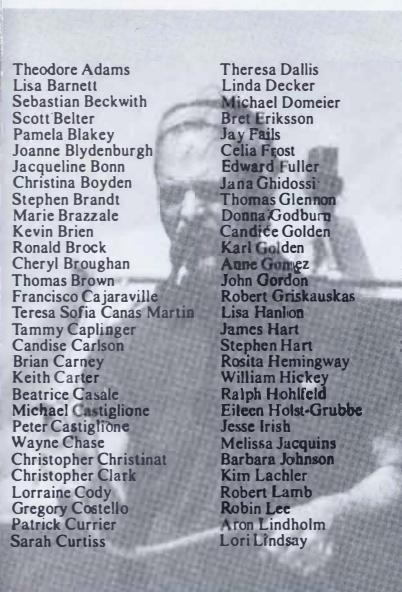 Theodore Adams
Lisa Barnett
Sebastian Beckwith
Scott Belter
Pamela Blakey
Joanne Blydenburgh
Jacqueline Bonn
Christina Boyden
Stephen Brandt
Marie Brazzale
Kevin Brien
Ronald Brock
Cheryl Broughan
Thomas Brown
Francisco Cajaraville
Teresa Sofia Canas Martin
Tammy Caplinger
Candise Carlson
Brian Carney
Keith Carter
Beatrice Casale
Michael Castiglione
Peter Castiglione
Wayne Chase
Christopher Christinat
Christopher Clark
Lorraine Cody
Gregory Costello
Patrick Currier
Sarah Curtiss
Theresa Dallis
Linda Decker
Michael Domeier
Bret Eriksson
Jay Fails
Celia Frost
Edward Fuller
Jana Ghidossi
Thomas Glennon
Donna Godburn
Candice Golden
Karl Golden
Anne Gomez
John Gordon
Robert Griskauskas
Lisa Hanlon
James Hart
Stephen Hart
Rosita Hemingway
William Hickey
Ralph Hohlfeld
Eileen Holst-Grubbe
Jesse Irish
Melissa Jacquins
Barbara Johnson
Kim Lachler
Robert Lamb
Robin Lee
Aron Lindholm
Lori Lindsay